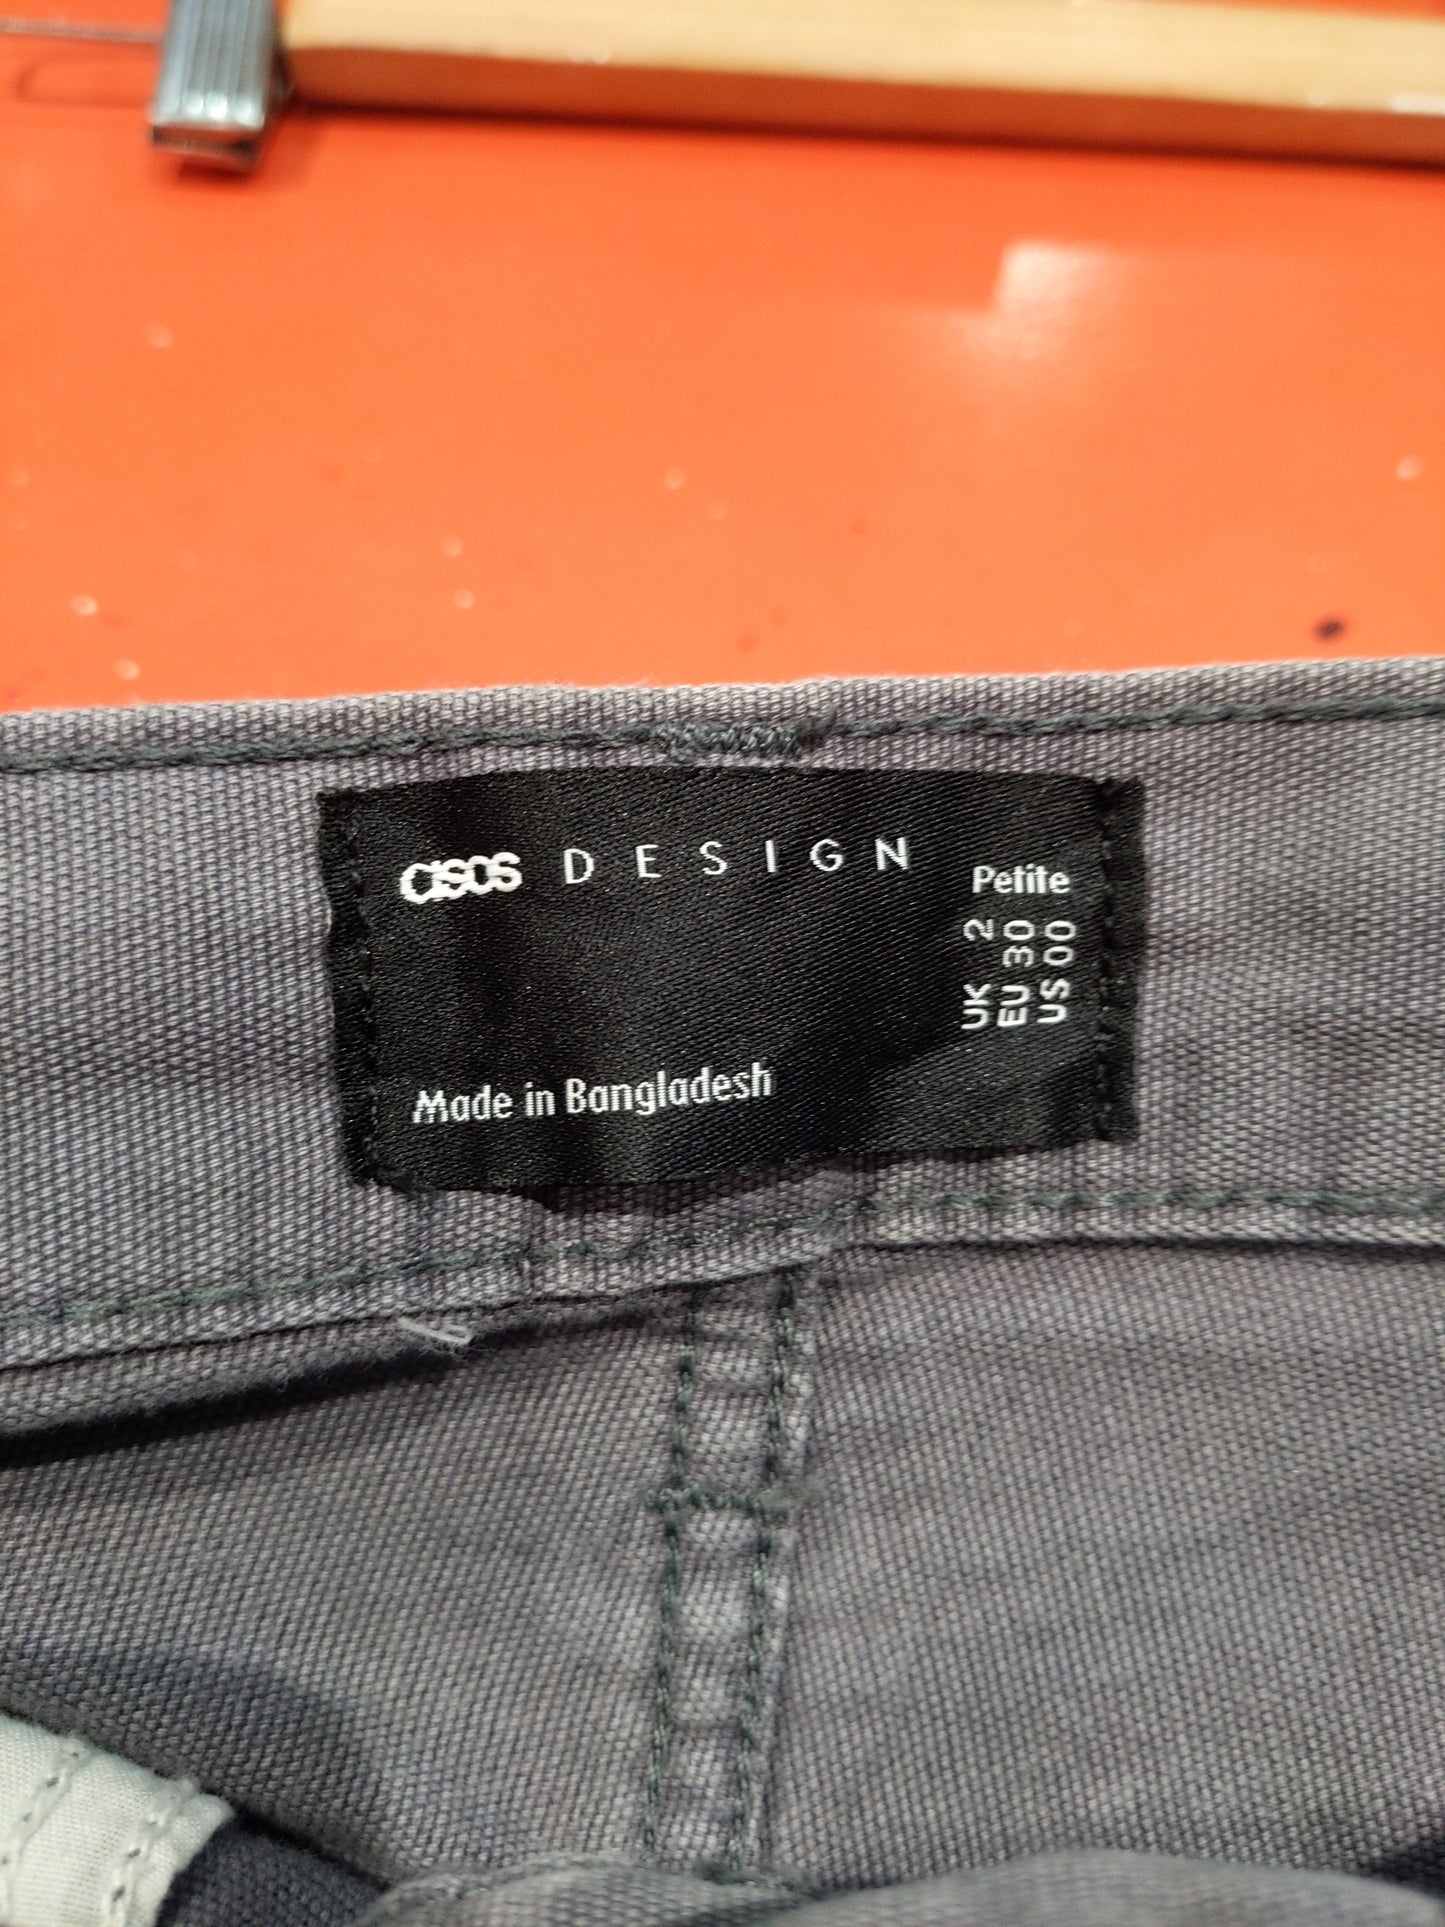 asos DESIGN
Petite
UK 2
EU 30
US 00
Made in Bangladesh